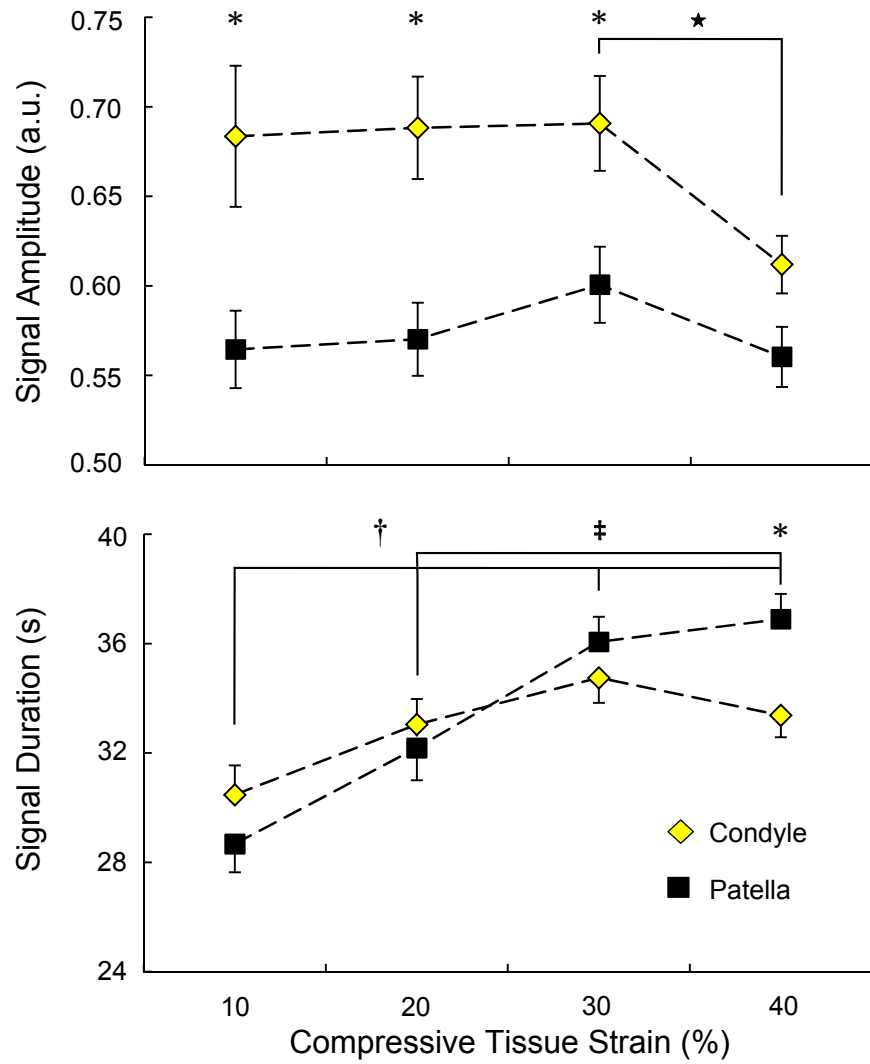 Signal Amplitude (a.u.)
0.75
0.70
0.65
0.60
0.55
0.50
* * * ★
Signal Duration (s)
40
36
32
28
24
† ‡ *
Condyle
Patella
10 20 30 40
Compressive Tissue Strain (%)